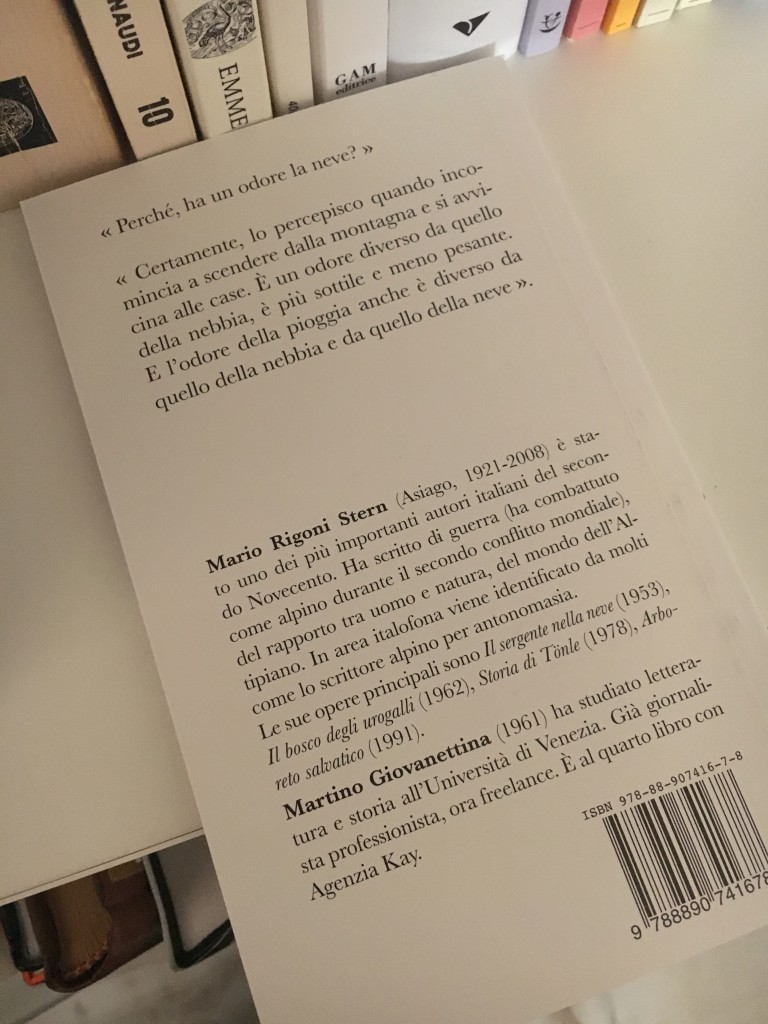 NAUDI
10
EMME
GAM
editrice
« Perché, ha un odore la neve? »
« Certamente, lo percepisco quando inco-
mincia a scendere dalla montagna e si avvi-
cina alle case. È un odore diverso da quello
della nebbia, è più sottile e meno pesante.
E l'odore della pioggia anche è diverso da
quello della nebbia e da quello della neve ».
Mario Rigoni Stern (Asiago, 1921-2008) è sta-
to uno dei più importanti autori italiani del secon-
do Novecento. Ha scritto di guerra (ha combattuto
come alpino durante il secondo conflitto mondiale),
del rapporto tra uomo e natura, del mondo dell'Al-
tipiano. In area italofona viene identificato da molti
come lo scrittore alpino per antonomasia.
Le sue opere principali sono Il sergente nella neve (1953),
Il bosco degli urogalli (1962), Storia di Tönle (1978), Arbo-
reto salvatico (1991).
Martino Giovanettina (1961) ha studiato lettera-
tura e storia all'Università di Venezia. Già giornali-
sta professionista, ora freelance. È al quarto libro con
Agenzia Kay.
ISBN 978-88-907416-7-8
9 788890 741678